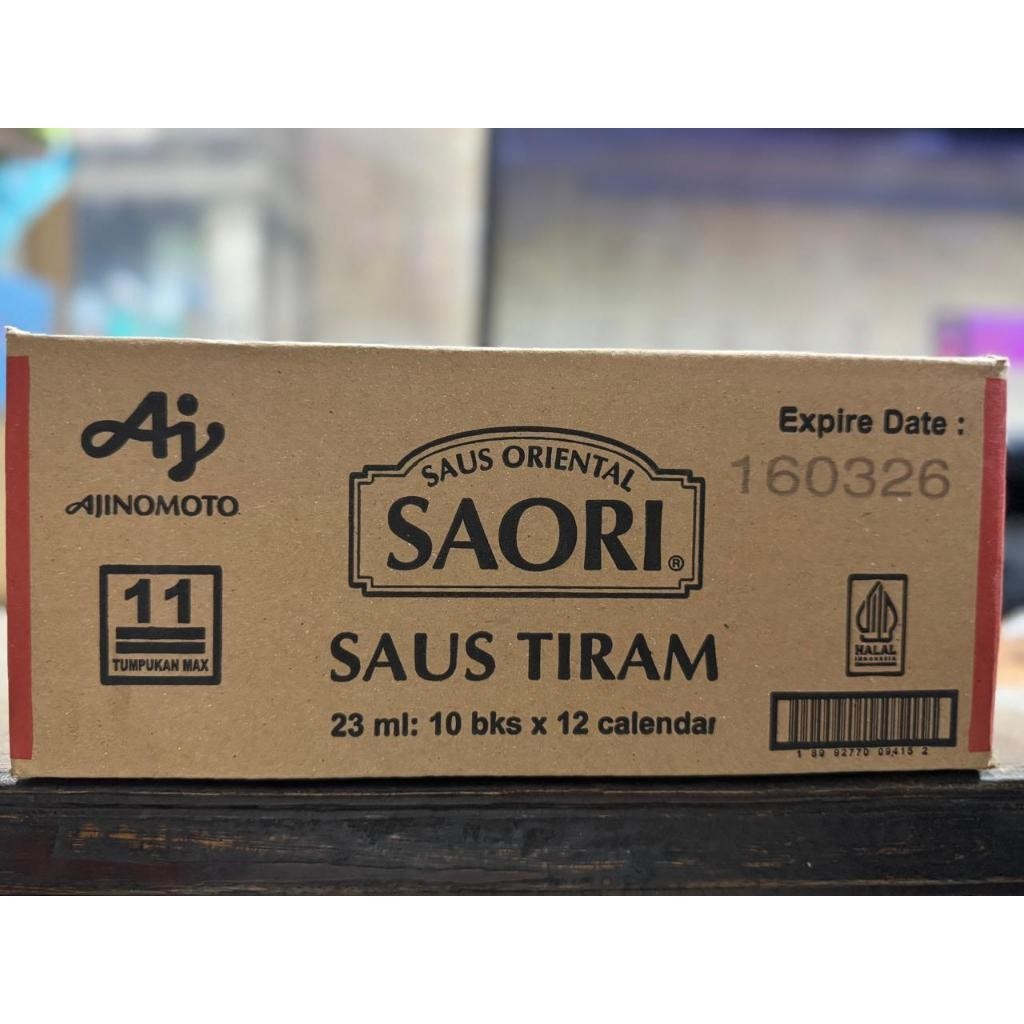 Aj
AJINOMOTO
Expire Date :
160326
SAUS ORIENTAL
SAORI®
11
TUMPUKAN MAX
SAUS TIRAM
HALAL
INDONESIA
23 ml: 10 bks x 12 calendar
1 89 92770 09415 2